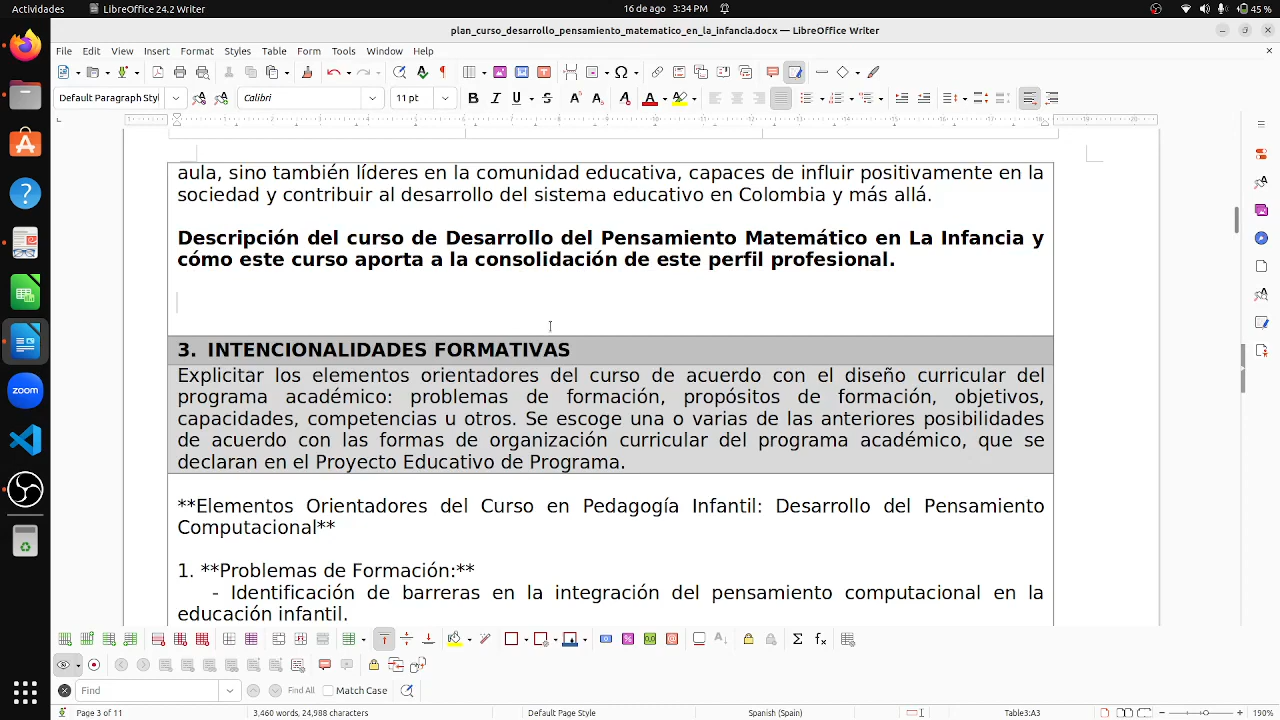 Actividades
LibreOffice 24.2 Writer
16 de ago 3:34 PM
45 %
plan_curso_desarrollo_pensamiento_matematico_en_la_infancia.docx — LibreOffice Writer
File Edit View Insert Format Styles Table Form Tools Window Help
Default Paragraph Styl
Calibri
11 pt
aula, sino también líderes en la comunidad educativa, capaces de influir positivamente en la
sociedad y contribuir al desarrollo del sistema educativo en Colombia y más allá.
Descripción del curso de Desarrollo del Pensamiento Matemático en La Infancia y
cómo este curso aporta a la consolidación de este perfil profesional.
3. INTENCIONALIDADES FORMATIVAS
Explicitar los elementos orientadores del curso de acuerdo con el diseño curricular del
programa académico: problemas de formación, propósitos de formación, objetivos,
capacidades, competencias u otros. Se escoge una o varias de las anteriores posibilidades
de acuerdo con las formas de organización curricular del programa académico, que se
declaran en el Proyecto Educativo de Programa.
**Elementos Orientadores del Curso en Pedagogía Infantil: Desarrollo del Pensamiento
Computacional**
1. **Problemas de Formación:**
- Identificación de barreras en la integración del pensamiento computacional en la
educación infantil.
Find
Find All
Match Case
Page 3 of 11
3,460 words, 24,988 characters
Default Page Style
Spanish (Spain)
Table3:A3
190%